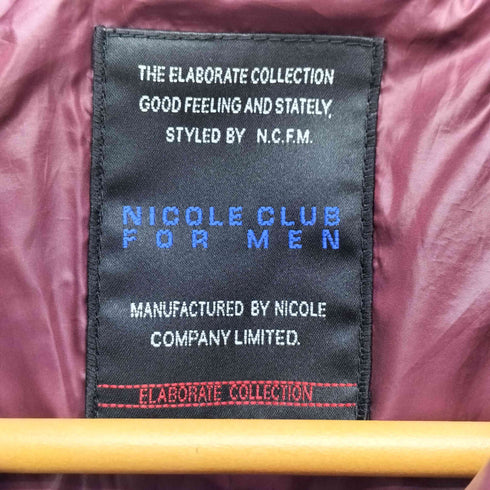 THE ELABORATE COLLECTION
GOOD FEELING AND STATELY,
STYLED BY N.C.F.M.
NICOLE CLUB
FOR MEN
MANUFACTURED BY NICOLE
COMPANY LIMITED.
ELABORATE COLLECTION